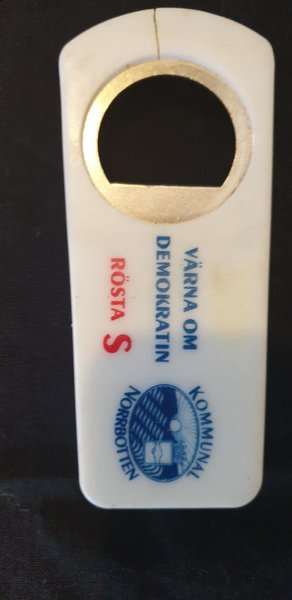 VÄRNA OM
DEMOKRATIN
RÖSTA S
KOMMUNAL
NORRBOTTEN